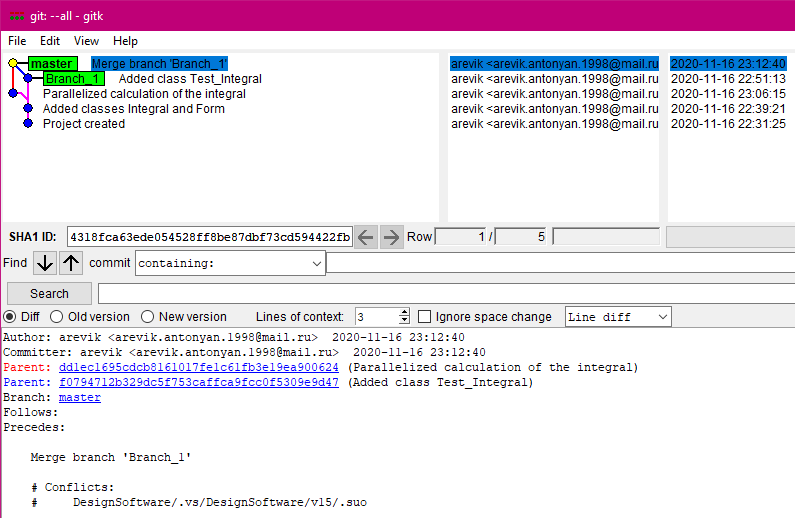 git: --all - gitk
File Edit View Help
master Merge branch 'Branch_1' arevik <arevik.antonyan.1998@mail.ru 2020-11-16 23:12:40
Branch_1 Added class Test_Integral arevik <arevik.antonyan.1998@mail.ru 2020-11-16 22:51:13
Parallelized calculation of the integral arevik <arevik.antonyan.1998@mail.ru 2020-11-16 23:06:15
Added classes Integral and Form arevik <arevik.antonyan.1998@mail.ru 2020-11-16 22:39:21
Project created arevik <arevik.antonyan.1998@mail.ru 2020-11-16 22:31:25
SHA1 ID: 4318fca63ede054528ff8be87dbf73cd594422fb Row 1 / 5
Find commit containing:
Search
Diff Old version New version Lines of context: 3 Ignore space change Line diff
Author: arevik <arevik.antonyan.1998@mail.ru> 2020-11-16 23:12:40
Committer: arevik <arevik.antonyan.1998@mail.ru> 2020-11-16 23:12:40
Parent: dd1ec1695cdcb8161017fe1c61fb3e19ea900624 (Parallelized calculation of the integral)
Parent: f0794712b329dc5f753caffca9fcc0f5309e9d47 (Added class Test_Integral)
Branch: master
Follows:
Precedes:
Merge branch 'Branch_1'
# Conflicts:
# DesignSoftware/.vs/DesignSoftware/v15/.suo